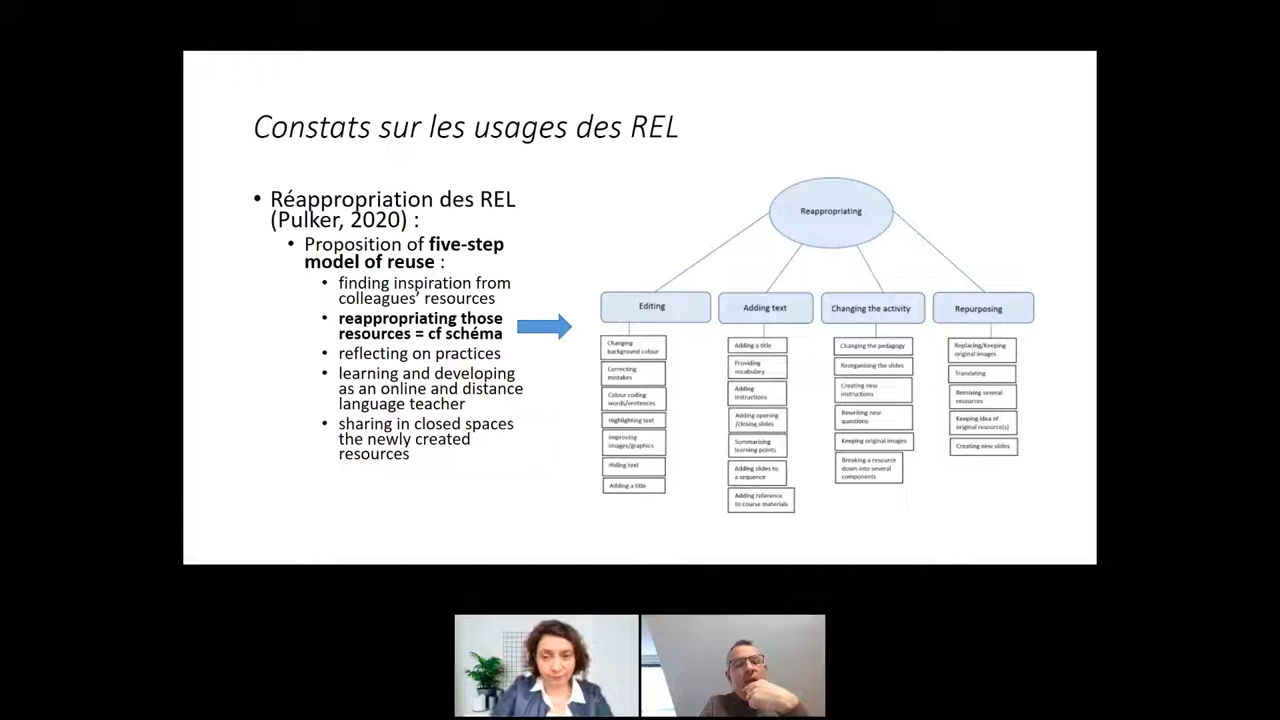 Constats sur les usages des REL
• Réappropriation des REL
(Pulker, 2020) :
• Proposition of five-step
model of reuse :
• finding inspiration from
colleagues' resources
• reappropriating those
resources = cf schéma
• reflecting on practices
• learning and developing
as an online and distance
language teacher
• sharing in closed spaces
the newly created
resources
Reappropriating
Editing
Changing
background colour
Correcting
mistakes
Colour coding
words/sentences
Highlighting text
Improving
images/graphics
Hiding text
Adding a title
Adding text
Adding a title
Providing
vocabulary
Adding
instructions
Adding opening
/closing slides
Summarising
learning points
Adding slides to
a sequence
Adding reference
to course materials
Changing the activity
Changing the pedagogy
Reorganising the slides
Creating new
instructions
Rewriting new
questions
Keeping original images
Breaking a resource
down into several
components
Repurposing
Replacing/Keeping
original images
Translating
Remixing several
resources
Keeping idea of
original resource(s)
Creating new slides